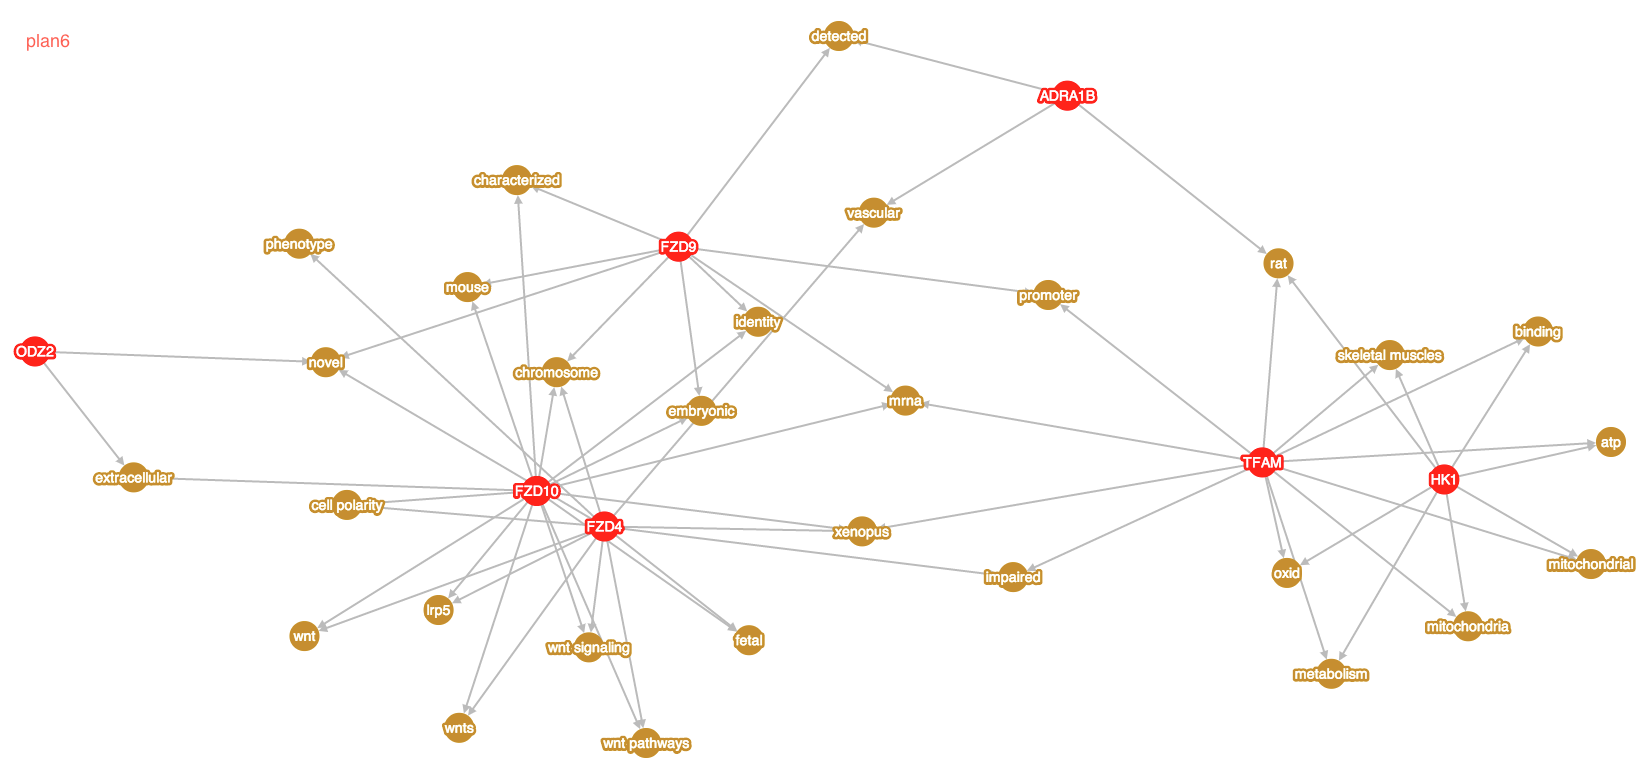 plan6
detected
ADRA1B
characterized
vascular
phenotype
FZD9
rat
mouse
promoter
identity
binding
ODZ2
novel
skeletal muscles
chromosome
mrna
embryonic
atp
TFAM
extracellular
HK1
FZD10
cell polarity
FZD4
xenopus
mitochondrial
impaired
oxid
lrp5
mitochondria
wnt
fetal
wnt signaling
metabolism
wnts
wnt pathways